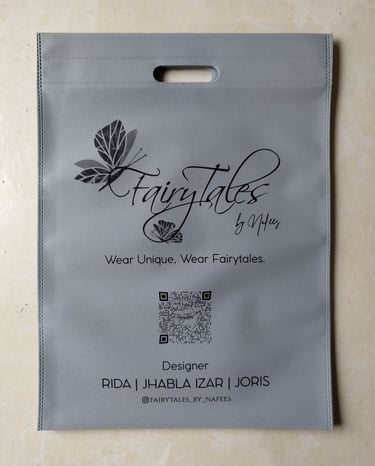 FairyTales
by Nafees
Wear Unique, Wear Fairytales.
Designer
RIDA | JHABLA IZAR | JORIS
FAIRYTALES_BY_NAFEES